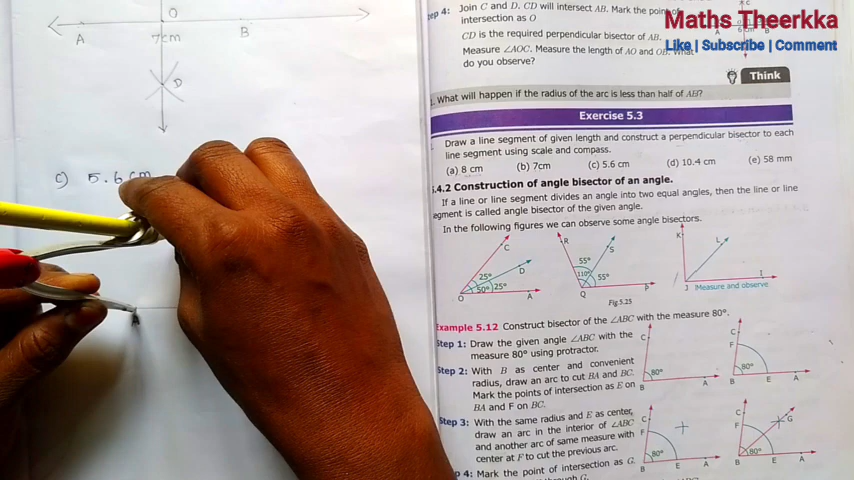 O
A
7cm
B
D
c) 5.6 cm
Maths Theerkka
Like | Subscribe | Comment
ep 4: Join C and D. CD will intersect AB. Mark the point of
intersection as O
CD is the required perpendicular bisector of AB.
Measure ∠AOC. Measure the length of AO and OB. What
do you observe?
C
A
6 cm
B
Think
What will happen if the radius of the arc is less than half of AB?
Exercise 5.3
Draw a line segment of given length and construct a perpendicular bisector to each
line segment using scale and compass.
(a) 8 cm (b) 7cm (c) 5.6 cm (d) 10.4 cm (e) 58 mm
.4.2 Construction of angle bisector of an angle.
If a line or line segment divides an angle into two equal angles, then the line or
egment is called angle bisector of the given angle.
In the following figures we can observe some angle bisectors.
C
D
25°
50°
25°
O
A
R
S
55°
110°
55°
Q
P
Fig 5.25
K
L
J
I
Measure and observe
Example 5.12 Construct bisector of the ∠ABC with the measure 80°.
Step 1: Draw the given angle ∠ABC with the
measure 80° using protractor.
Step 2: With B as center and convenient
radius, draw an arc to cut BA and BC.
Mark the points of intersection as E on
BA and F on BC.
Step 3: With the same radius and E as center,
draw an arc in the interior of ∠ABC
and another arc of same measure with
center at F to cut the previous arc.
p 4: Mark the point of intersection as G.
C
80°
B
A
C
F
80°
B
E
A
C
F
80°
B
E
A
C
F
G
80°
B
E
A